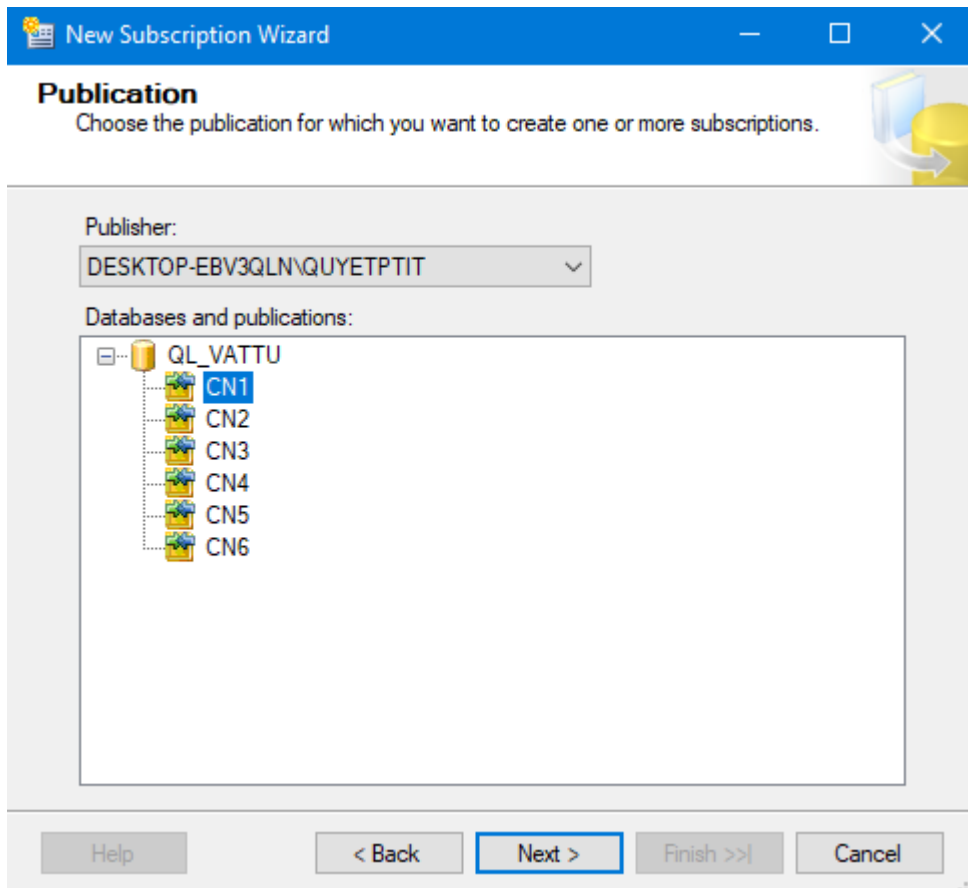 New Subscription Wizard
Publication
Choose the publication for which you want to create one or more subscriptions.
Publisher:
DESKTOP-EBV3QLN\QUYETPTIT
Databases and publications:
QL_VATTU
CN1
CN2
CN3
CN4
CN5
CN6
Help
< Back
Next >
Finish >>|
Cancel